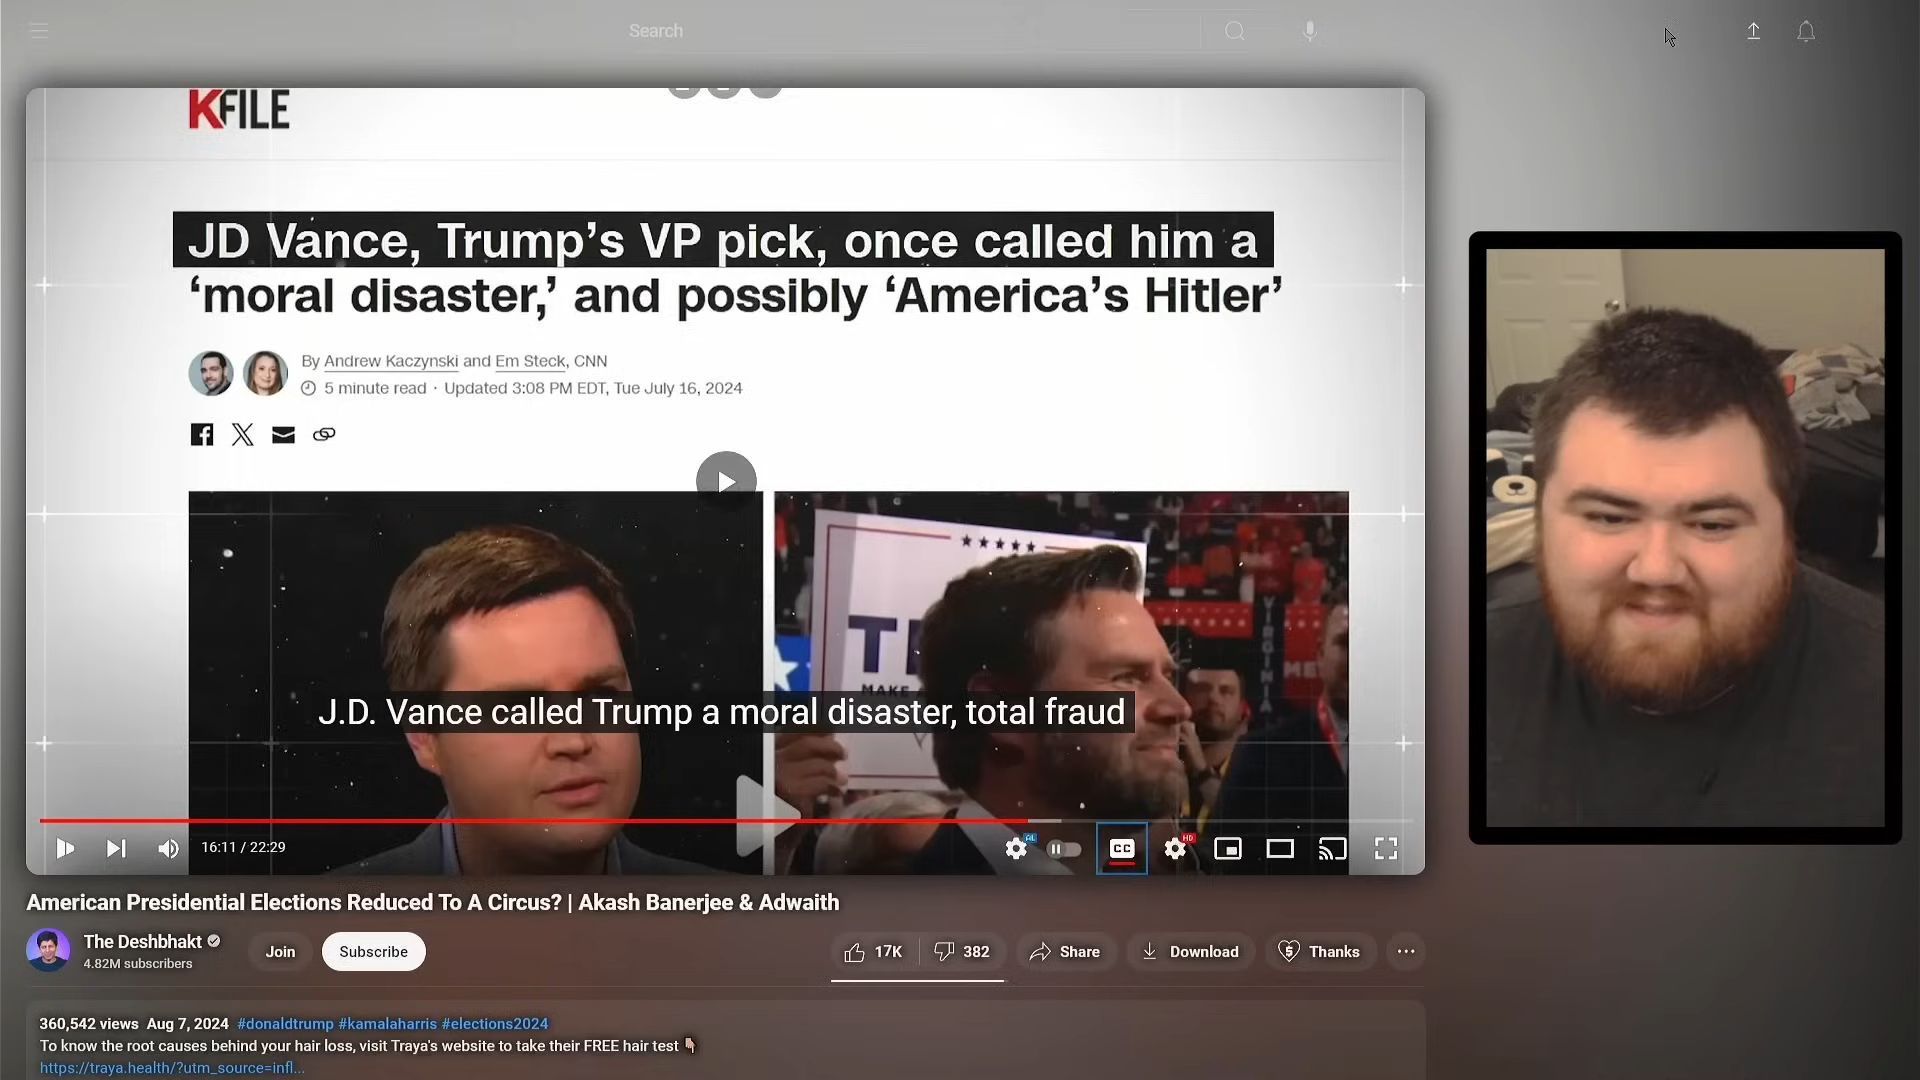 Search
KFILE
JD Vance, Trump's VP pick, once called him a
‘moral disaster,’ and possibly ‘America's Hitler’
By Andrew Kaczynski and Em Steck, CNN
5 minute read · Updated 3:08 PM EDT, Tue July 16, 2024
MAKE
VIRGINIA
J.D. Vance called Trump a moral disaster, total fraud
16:11 / 22:29
AL
CC
HD
American Presidential Elections Reduced To A Circus? | Akash Banerjee & Adwaith
The Deshbhakt
4.82M subscribers
Join
Subscribe
17K
382
Share
Download
Thanks
360,542 views Aug 7, 2024 #donaldtrump #kamalaharris #elections2024
To know the root causes behind your hair loss, visit Traya's website to take their FREE hair test
https://traya.health/?utm_source=infl...